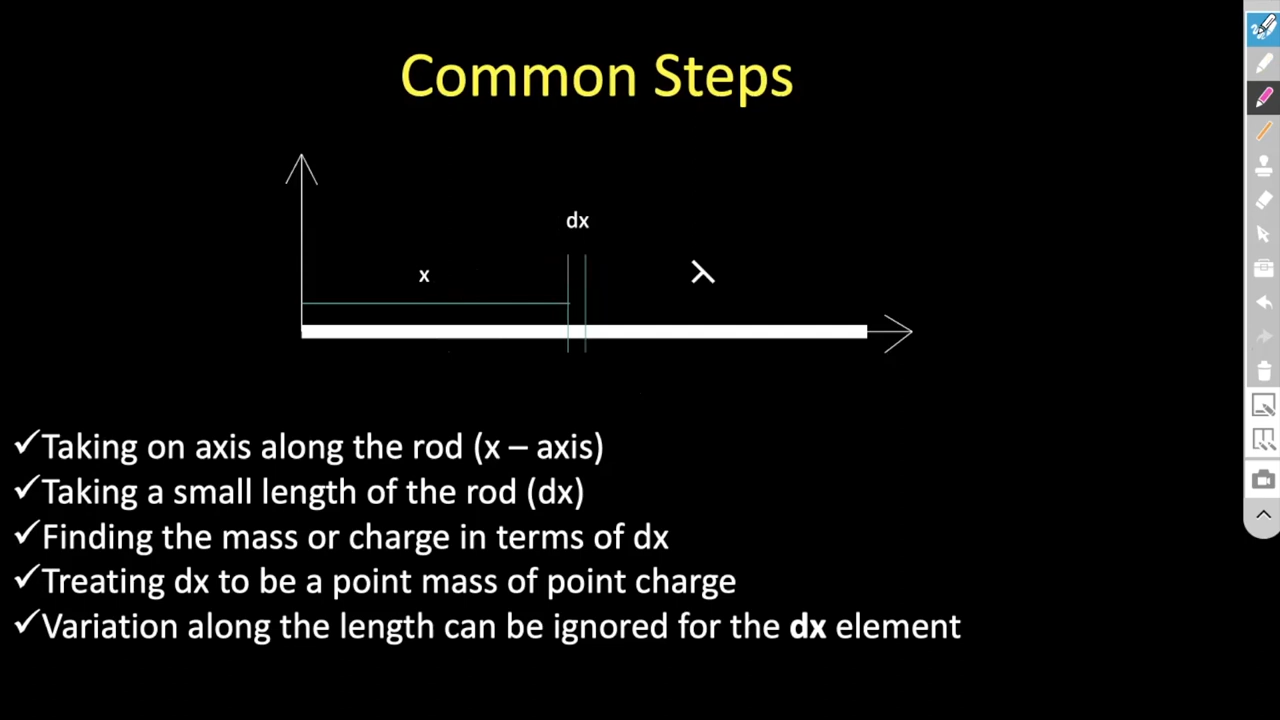 Common Steps
dx
x
λ
✓Taking on axis along the rod (x – axis)
✓Taking a small length of the rod (dx)
✓Finding the mass or charge in terms of dx
✓Treating dx to be a point mass of point charge
✓Variation along the length can be ignored for the dx element